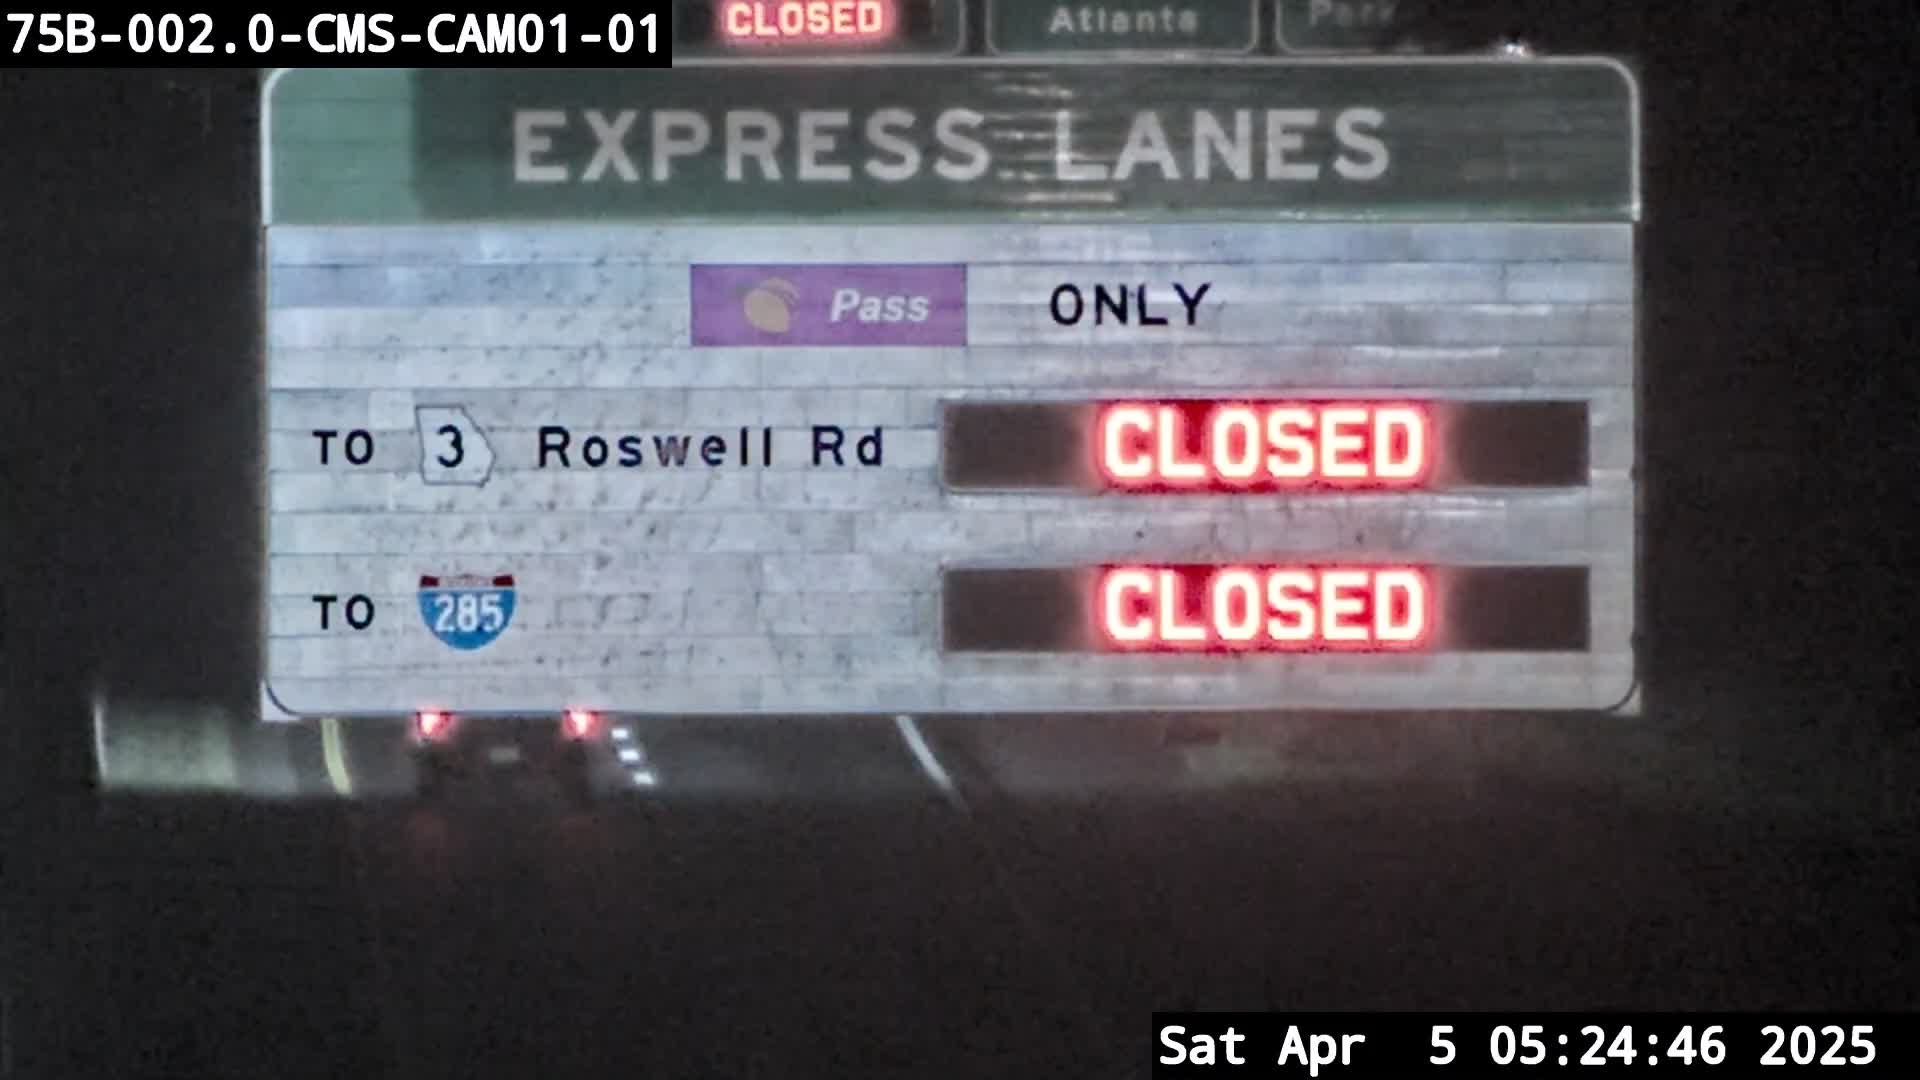 75B-002.0-CMS-CAM01-01
CLOSED
Atlanta
Park
EXPRESS LANES
Pass ONLY
TO 3 Roswell Rd CLOSED
TO 285 CLOSED
Sat Apr 5 05:24:46 2025